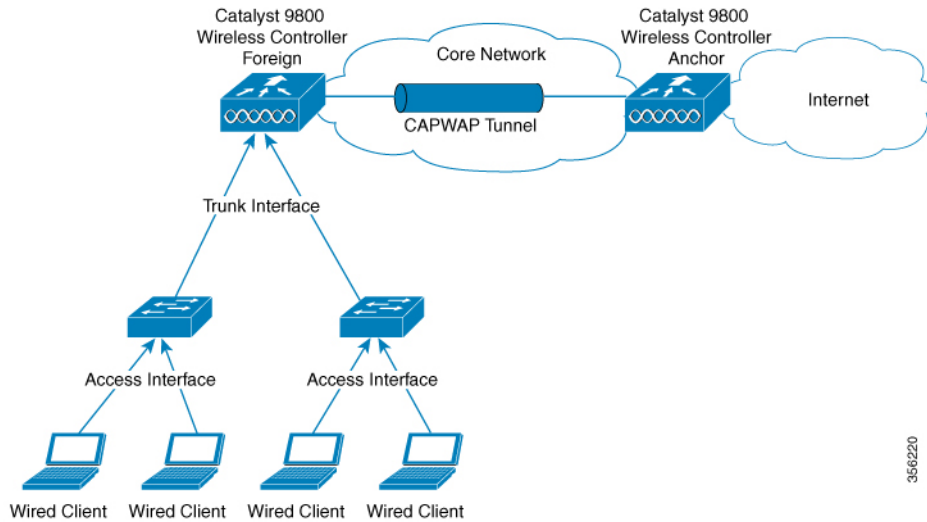 Catalyst 9800
Wireless Controller
Foreign
Catalyst 9800
Wireless Controller
Anchor
Core Network
Internet
CAPWAP Tunnel
Trunk Interface
Access Interface
Access Interface
Wired Client
Wired Client
Wired Client
Wired Client
356220